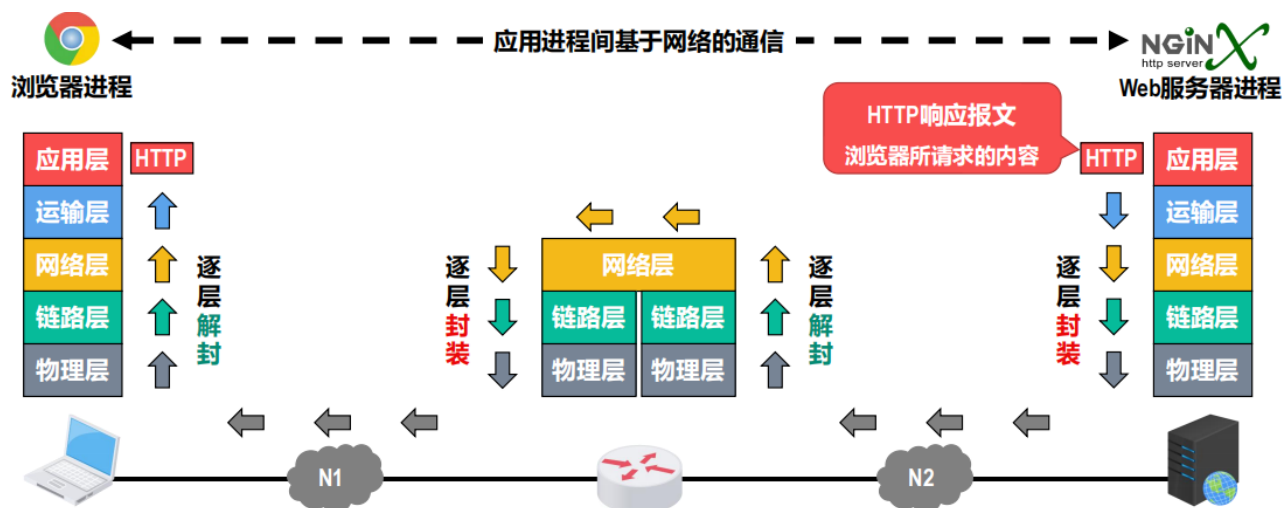 应用进程间基于网络的通信
浏览器进程
NGiNX
http server
Web服务器进程
HTTP响应报文
浏览器所请求的内容
应用层
HTTP
HTTP
应用层
运输层
运输层
网络层
逐层解封
逐层封装
网络层
逐层解封
逐层封装
网络层
链路层
链路层
链路层
链路层
物理层
物理层
物理层
物理层
N1
N2